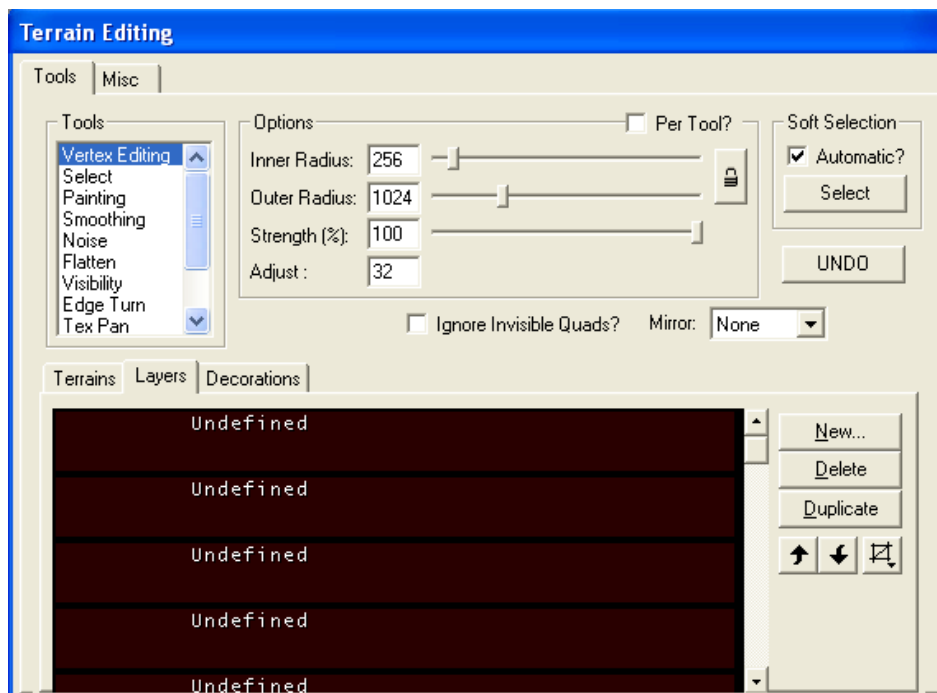 Terrain Editing
Tools Misc
Tools
Vertex Editing
Select
Painting
Smoothing
Noise
Flatten
Visibility
Edge Turn
Tex Pan
Options
Per Tool?
Inner Radius: 256
Outer Radius: 1024
Strength (%): 100
Adjust : 32
Soft Selection
Automatic?
Select
UNDO
Ignore Invisible Quads? Mirror: None
Terrains Layers Decorations
Undefined
Undefined
Undefined
Undefined
Undefined
New...
Delete
Duplicate